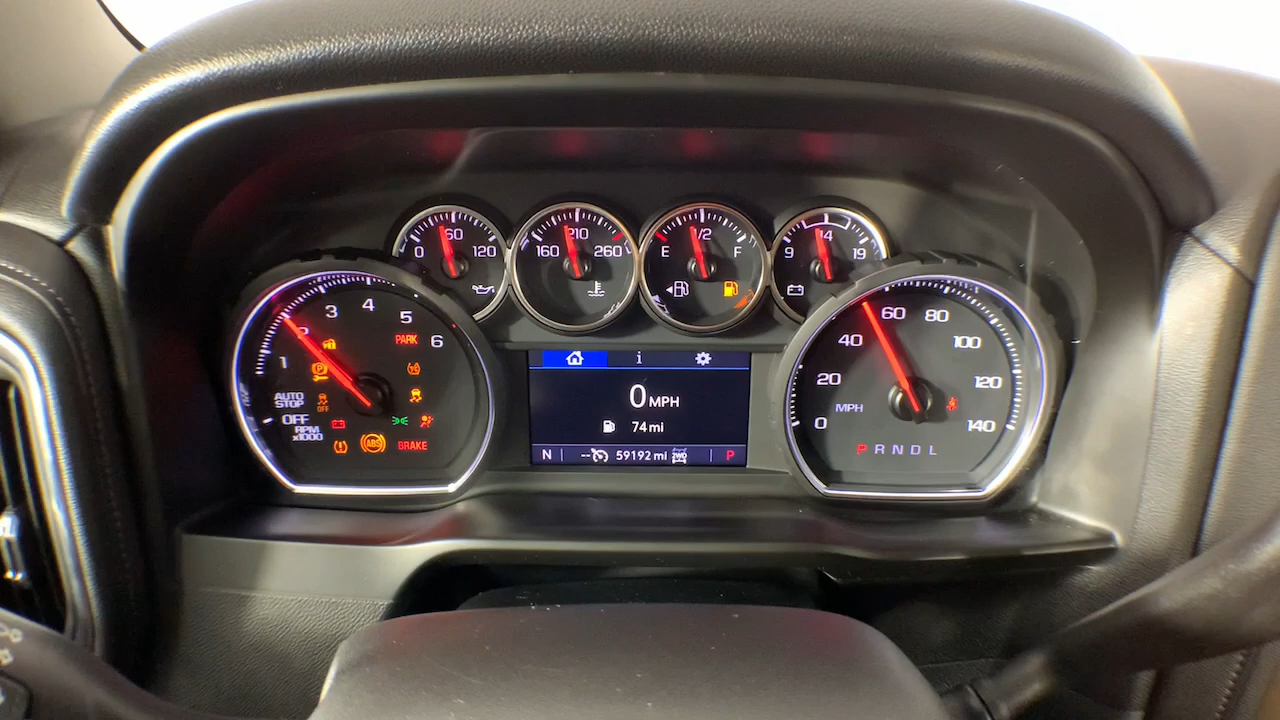 0 60 120
160 210 260
E 1/2 F
9 14 19
1 2 3 4 5 6
PARK
AUTO
STOP
OFF
OFF
RPM
x1000
ABS
BRAKE
i
0 MPH
74 mi
N -- 59192 mi 2WD P
0 20 40 60 80 100 120 140
MPH
P R N D L